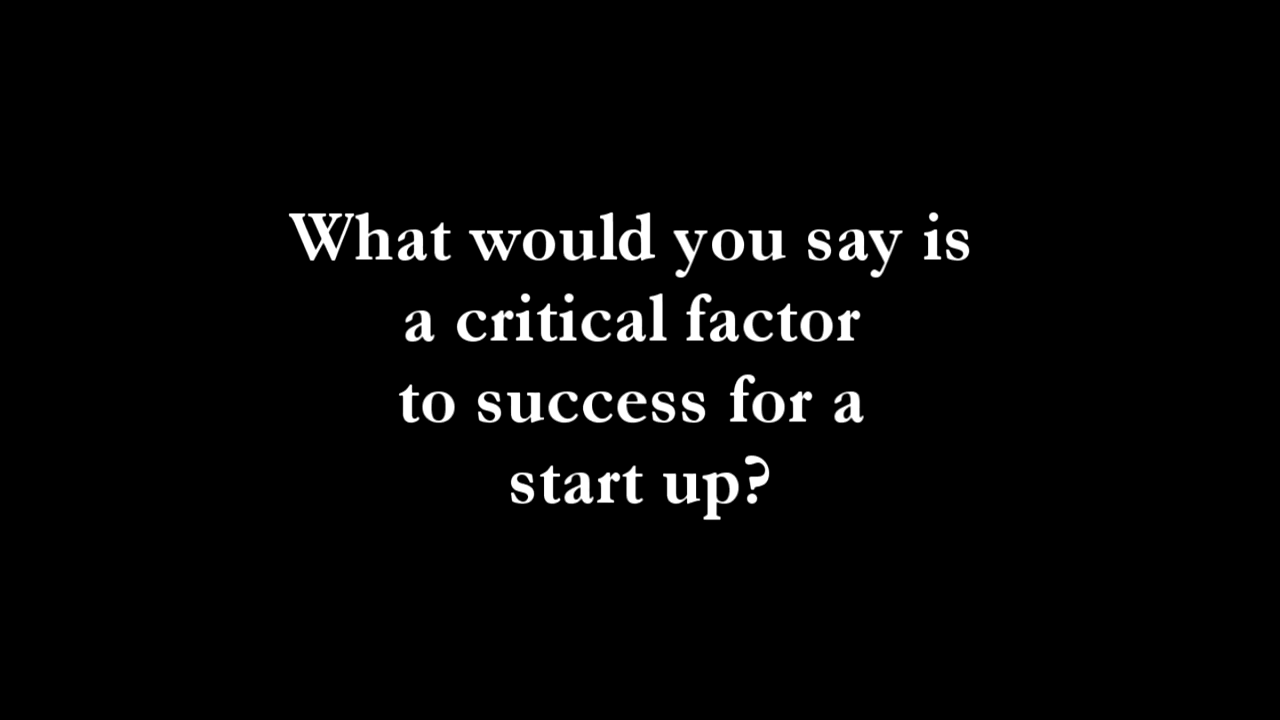 What would you say is
a critical factor
to success for a
start up?